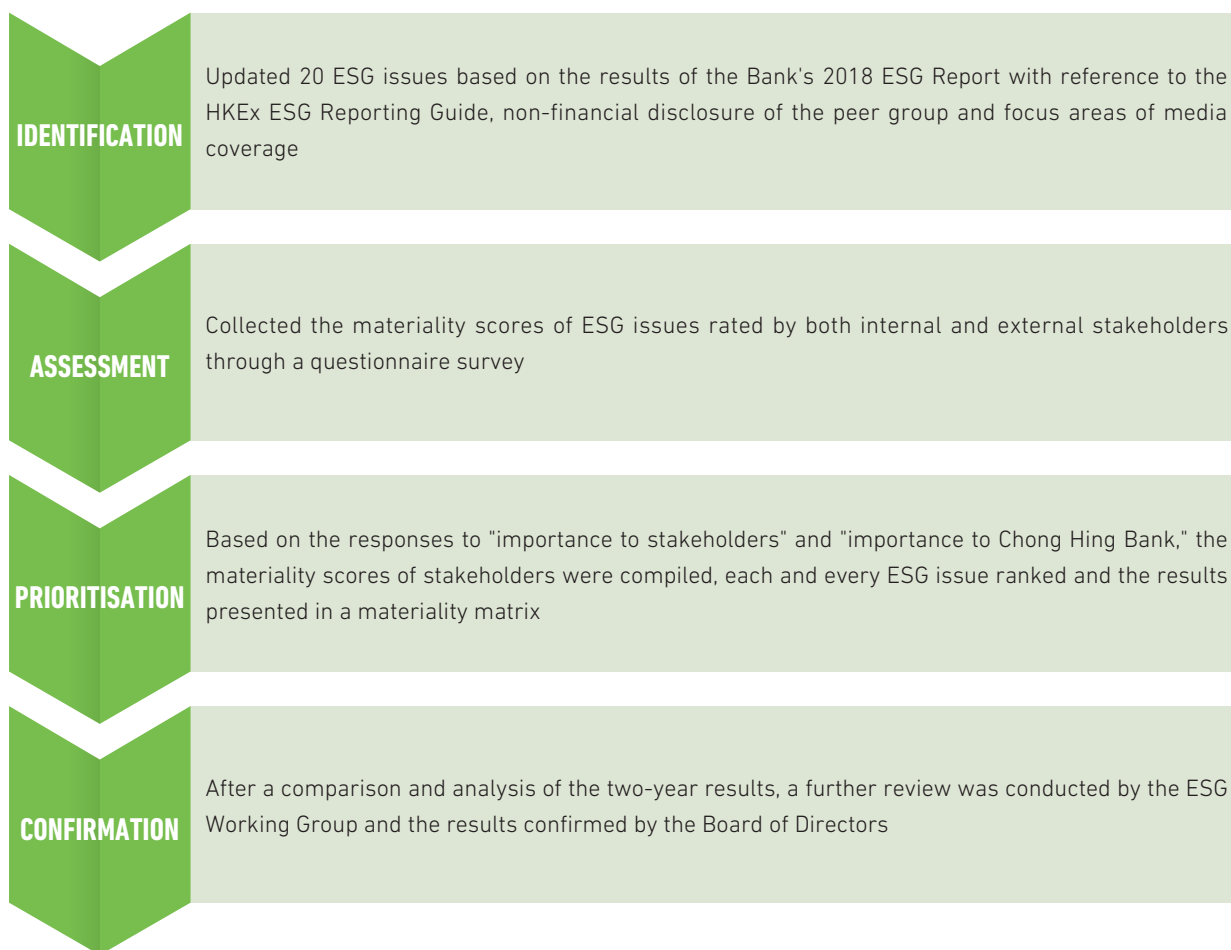 IDENTIFICATION
Updated 20 ESG issues based on the results of the Bank's 2018 ESG Report with reference to the
HKEx ESG Reporting Guide, non-financial disclosure of the peer group and focus areas of media
coverage
ASSESSMENT
Collected the materiality scores of ESG issues rated by both internal and external stakeholders
through a questionnaire survey
PRIORITISATION
Based on the responses to "importance to stakeholders" and "importance to Chong Hing Bank," the
materiality scores of stakeholders were compiled, each and every ESG issue ranked and the results
presented in a materiality matrix
CONFIRMATION
After a comparison and analysis of the two-year results, a further review was conducted by the ESG
Working Group and the results confirmed by the Board of Directors